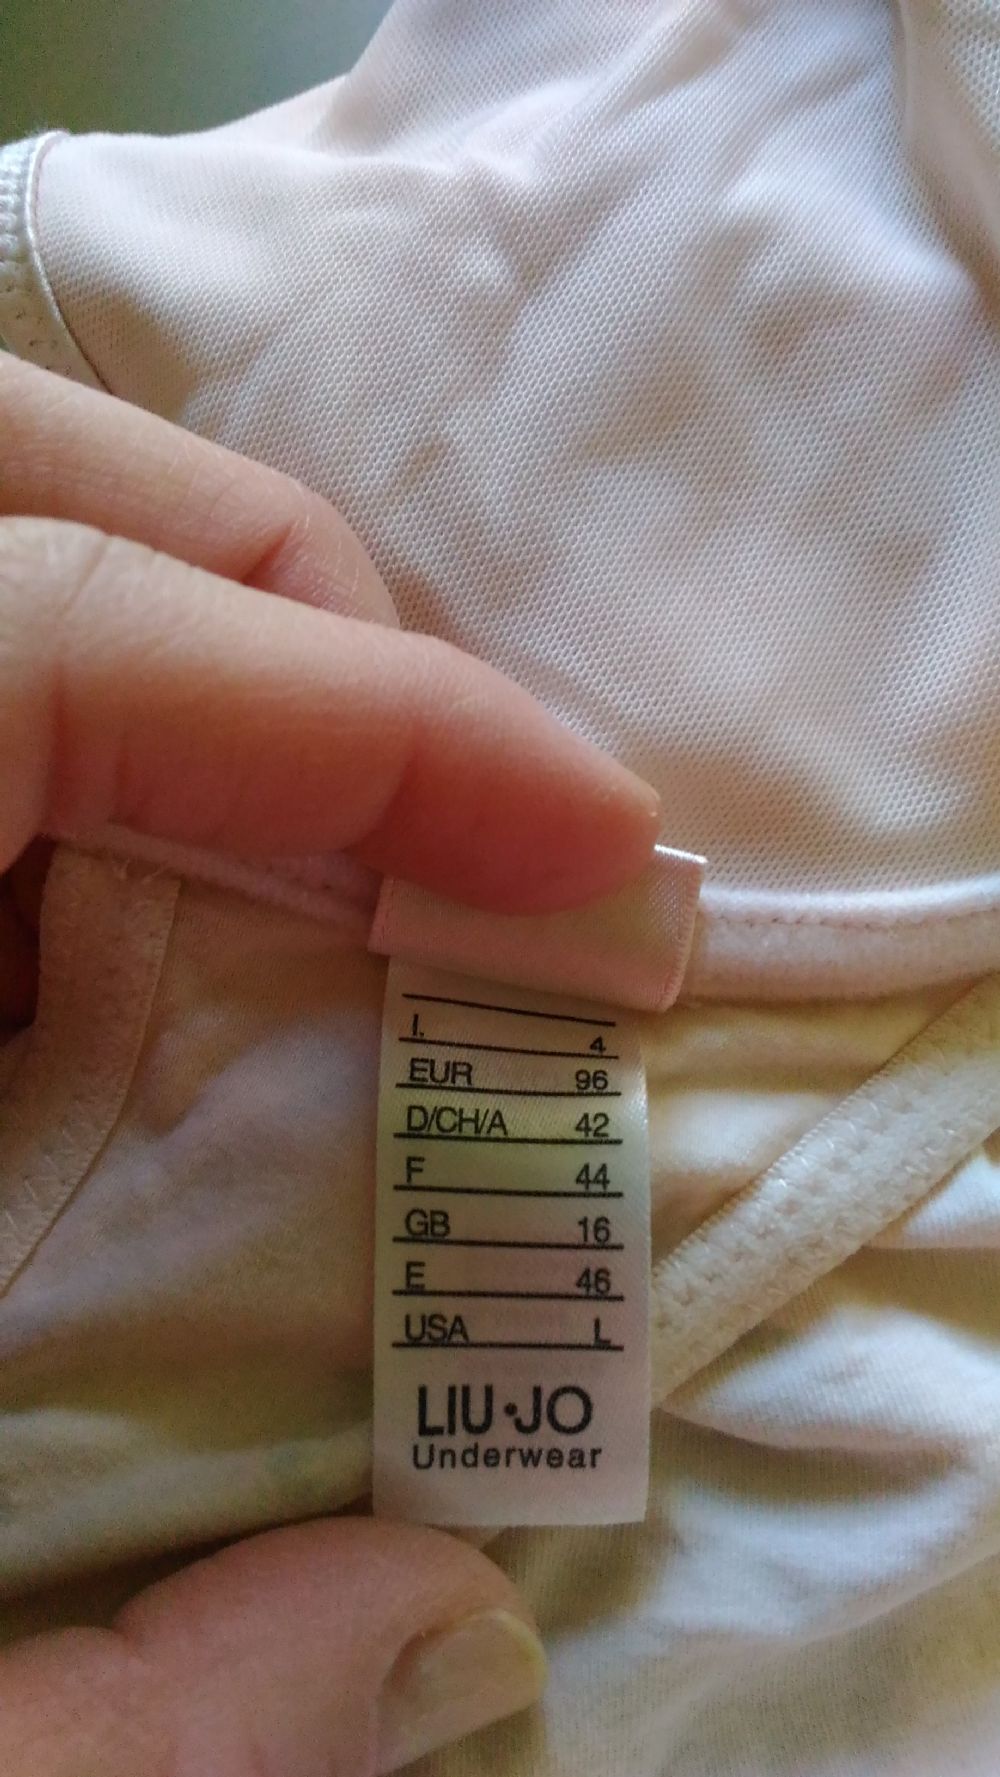 I. 4
EUR 96
D/CH/A 42
F 44
GB 16
E 46
USA L
LIU·JO
Underwear